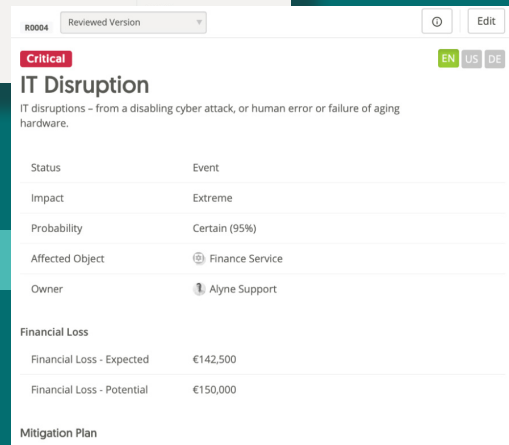 R0004
Reviewed Version
Edit
Critical
EN US DE
IT Disruption
IT disruptions – from a disabling cyber attack, or human error or failure of aging
hardware.
Status Event
Impact Extreme
Probability Certain (95%)
Affected Object Finance Service
Owner Alyne Support
Financial Loss
Financial Loss - Expected €142,500
Financial Loss - Potential €150,000
Mitigation Plan